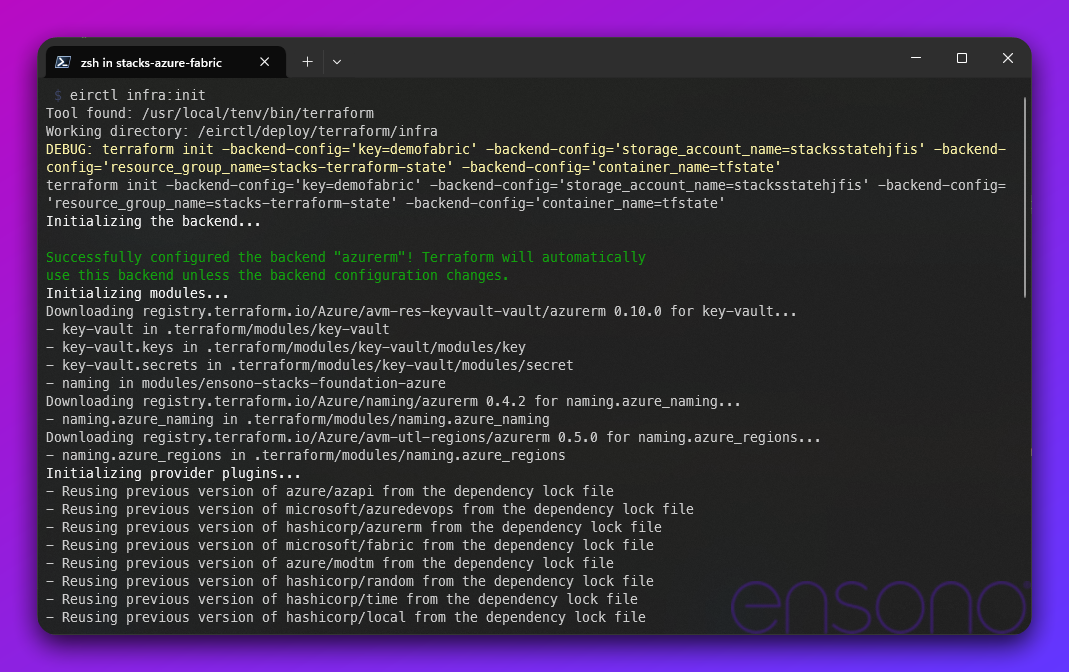 zsh in stacks-azure-fabric
$ eirctl infra:init
Tool found: /usr/local/tenv/bin/terraform
Working directory: /eirctl/deploy/terraform/infra
DEBUG: terraform init -backend-config='key=demofabric' -backend-config='storage_account_name=stacksstatehjfis' -backend-
config='resource_group_name=stacks-terraform-state' -backend-config='container_name=tfstate'
terraform init -backend-config='key=demofabric' -backend-config='storage_account_name=stacksstatehjfis' -backend-config=
'resource_group_name=stacks-terraform-state' -backend-config='container_name=tfstate'
Initializing the backend...
Successfully configured the backend "azurerm"! Terraform will automatically
use this backend unless the backend configuration changes.
Initializing modules...
Downloading registry.terraform.io/Azure/avm-res-keyvault-vault/azurerm 0.10.0 for key-vault...
- key-vault in .terraform/modules/key-vault
- key-vault.keys in .terraform/modules/key-vault/modules/key
- key-vault.secrets in .terraform/modules/key-vault/modules/secret
- naming in modules/ensono-stacks-foundation-azure
Downloading registry.terraform.io/Azure/naming/azurerm 0.4.2 for naming.azure_naming...
- naming.azure_naming in .terraform/modules/naming.azure_naming
Downloading registry.terraform.io/Azure/avm-utl-regions/azurerm 0.5.0 for naming.azure_regions...
- naming.azure_regions in .terraform/modules/naming.azure_regions
Initializing provider plugins...
- Reusing previous version of azure/azapi from the dependency lock file
- Reusing previous version of microsoft/azuredevops from the dependency lock file
- Reusing previous version of hashicorp/azurerm from the dependency lock file
- Reusing previous version of microsoft/fabric from the dependency lock file
- Reusing previous version of azure/modtm from the dependency lock file
- Reusing previous version of hashicorp/random from the dependency lock file
- Reusing previous version of hashicorp/time from the dependency lock file
- Reusing previous version of hashicorp/local from the dependency lock file
ensono